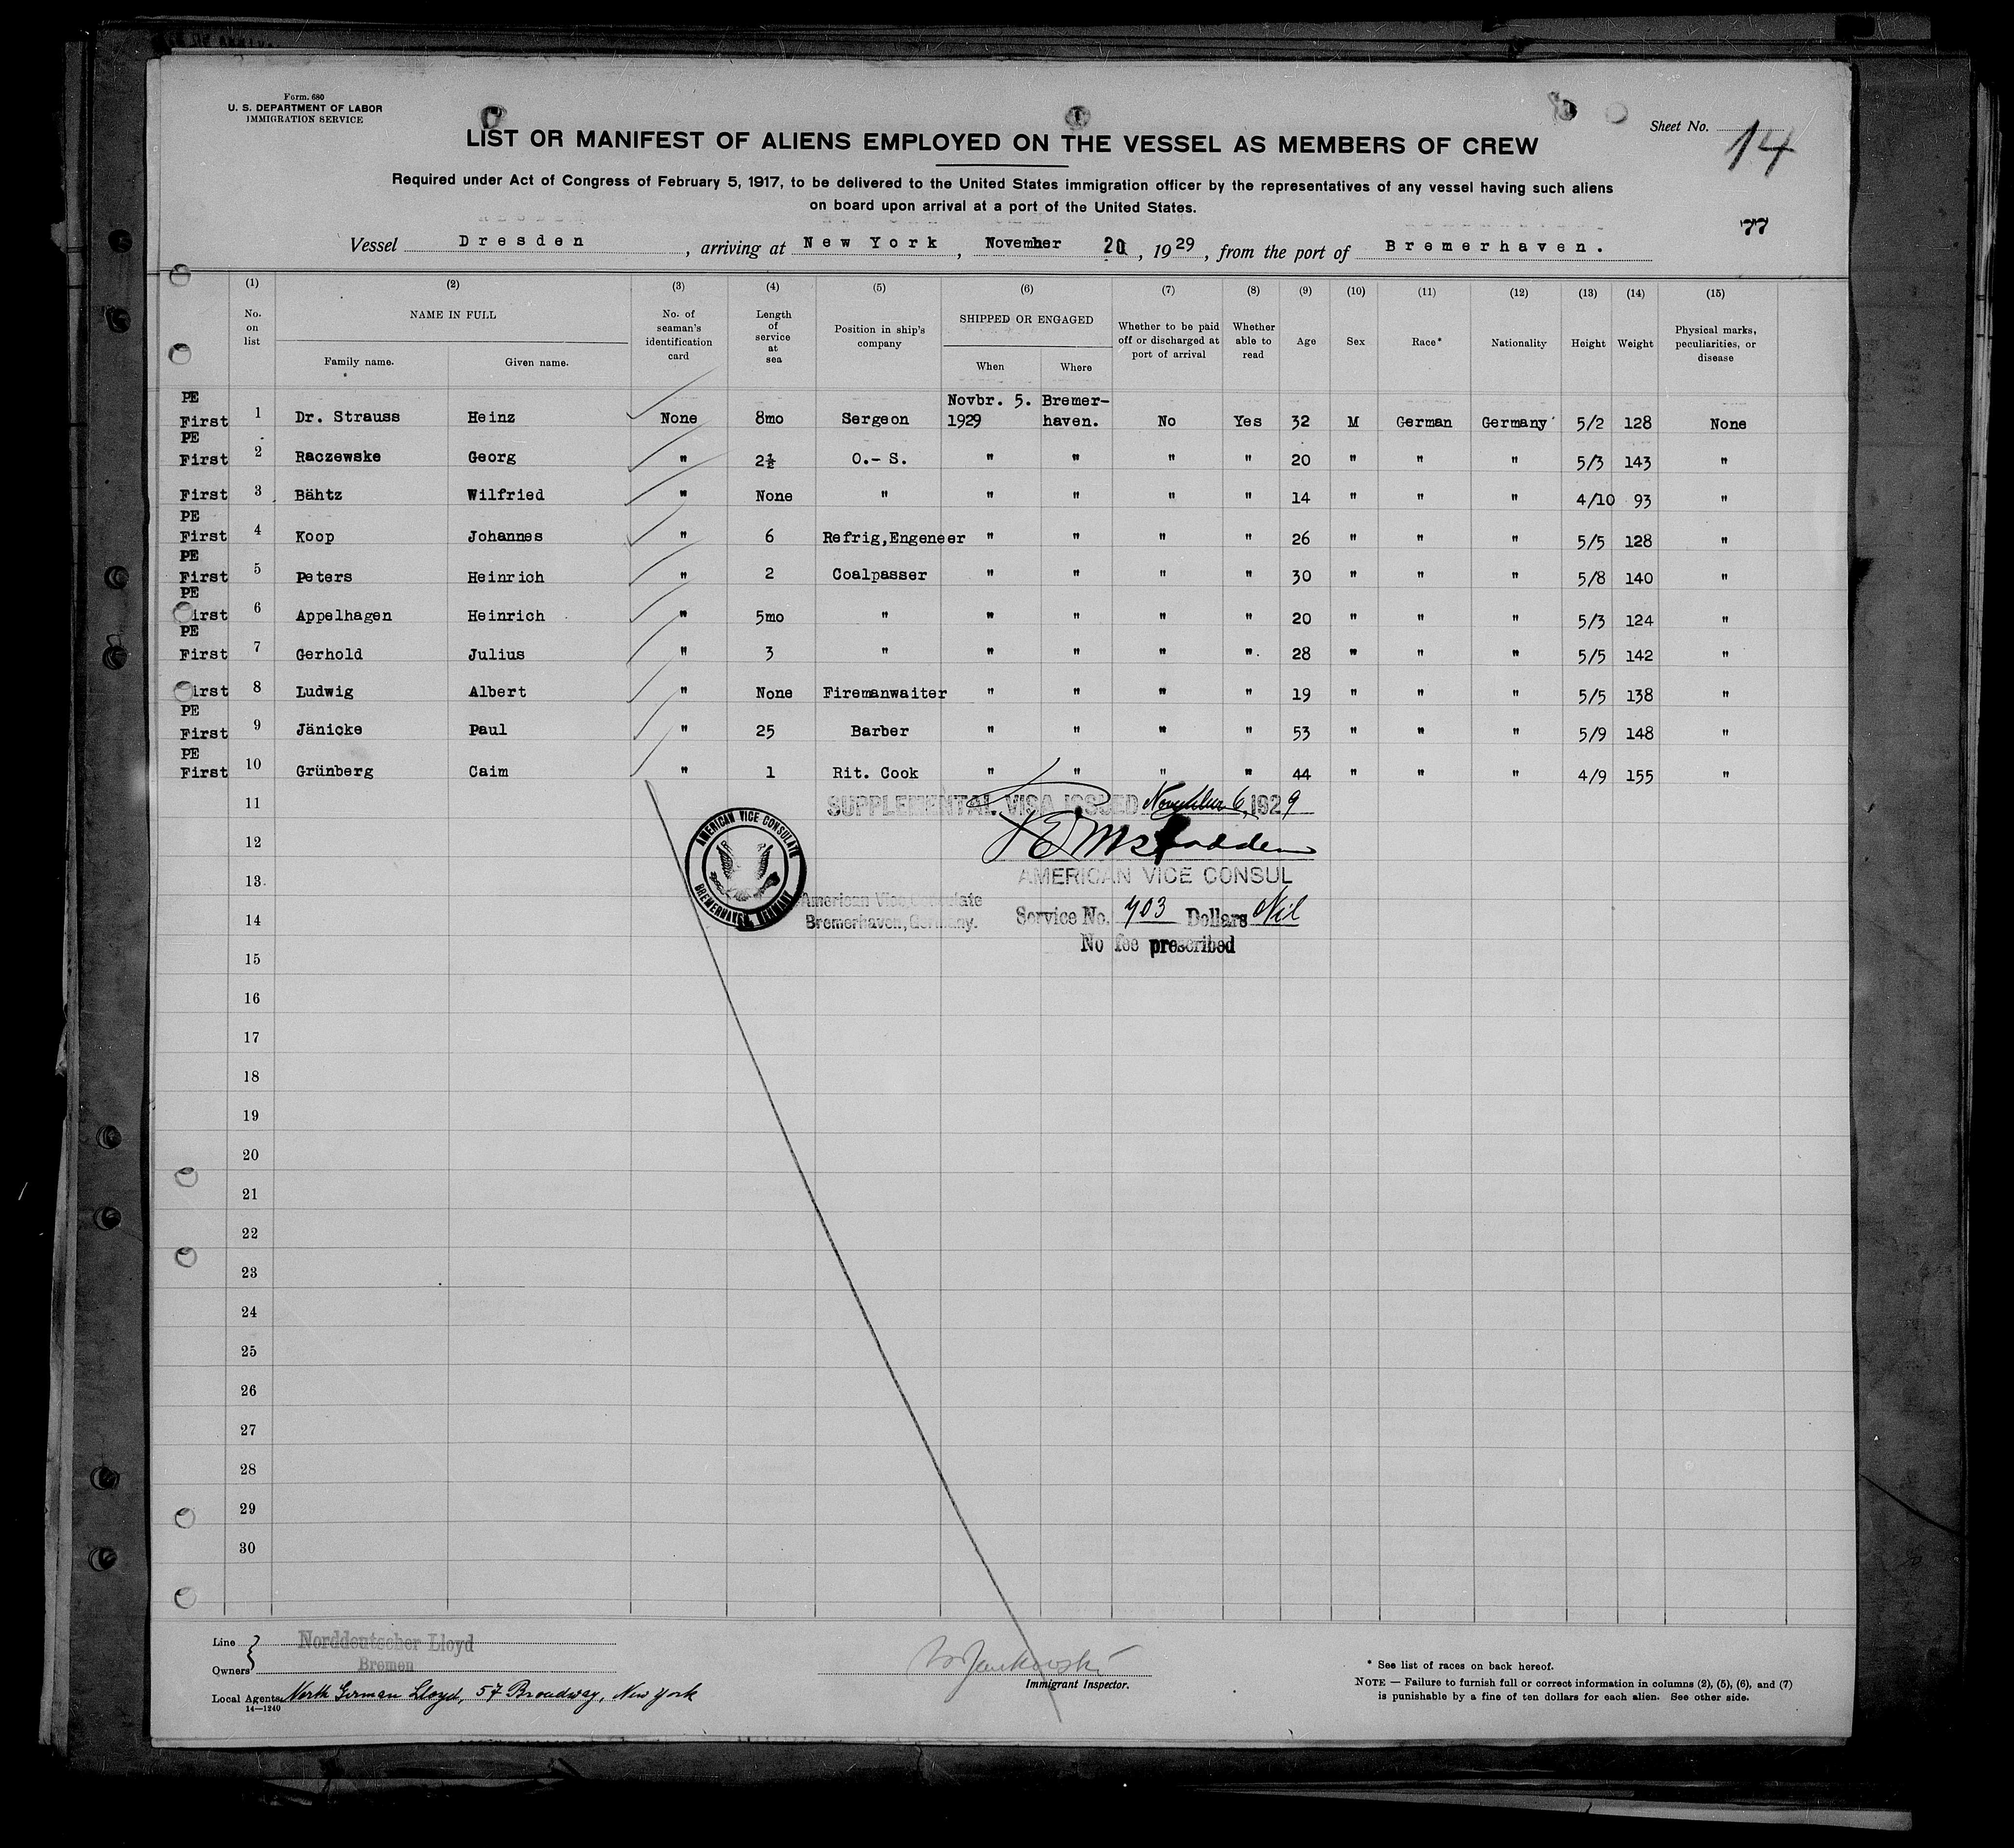 Form. 680
U. S. DEPARTMENT OF LABOR
IMMIGRATION SERVICE
Sheet No. 14
LIST OR MANIFEST OF ALIENS EMPLOYED ON THE VESSEL AS MEMBERS OF CREW
Required under Act of Congress of February 5, 1917, to be delivered to the United States immigration officer by the representatives of any vessel having such aliens
on board upon arrival at a port of the United States.
77
Vessel Dresden, arriving at New York, November 20, 1929, from the port of Bremerhaven.
(1) (2) (3) (4) (5) (6) (7) (8) (9) (10) (11) (12) (13) (14) (15)
No. on list NAME IN FULL Family name. Given name. No. of seaman's identification card Length of service at sea Position in ship's company SHIPPED OR ENGAGED When Where Whether to be paid off or discharged at port of arrival Whether able to read Age Sex Race* Nationality Height Weight Physical marks, peculiarities, or disease
PE Novbr. 5. Bremer-
First 1 Dr. Strauss Heinz None 8mo Sergeon 1929 haven. No Yes 32 M German Germany 5/2 128 None
PE
First 2 Raczewske Georg " 2½ O.- S. " " " " 20 " " " 5/3 143 "
First 3 Bähtz Wilfried " None " " " " " 14 " " " 4/10 93 "
PE
First 4 Koop Johannes " 6 Refrig,Engeneer " " " " 26 " " " 5/5 128 "
PE
First 5 Peters Heinrich " 2 Coalpasser " " " " 30 " " " 5/8 140 "
PE
First 6 Appelhagen Heinrich " 5mo " " " " " 20 " " " 5/3 124 "
PE
First 7 Gerhold Julius " 3 " " " " " 28 " " " 5/5 142 "
First 8 Ludwig Albert " None Firemanwaiter " " " " 19 " " " 5/5 138 "
PE
First 9 Jänicke Paul " 25 Barber " " " " 53 " " " 5/9 148 "
PE
First 10 Grünberg Caim " 1 Rit. Cook " " " " 44 " " " 4/9 155 "
11 SUPPLEMENTAL VISA ISSUED November 6, 1929
12
13 AMERICAN VICE CONSUL
AMERICAN VICE CONSULATE
BREMERHAVEN, GERMANY
American Vice Consulate
14 Bremerhaven, Germany. Service No. 903 Dollars Nil
No fee prescribed
15
16
17
18
19
20
21
22
23
24
25
26
27
28
29
30
Line Norddeutscher Lloyd
Owners Bremen
Local Agents North German Lloyd, 57 Broadway, New York
14—1240
Immigrant Inspector.
* See list of races on back hereof.
NOTE — Failure to furnish full or correct information in columns (2), (5), (6), and (7)
is punishable by a fine of ten dollars for each alien. See other side.